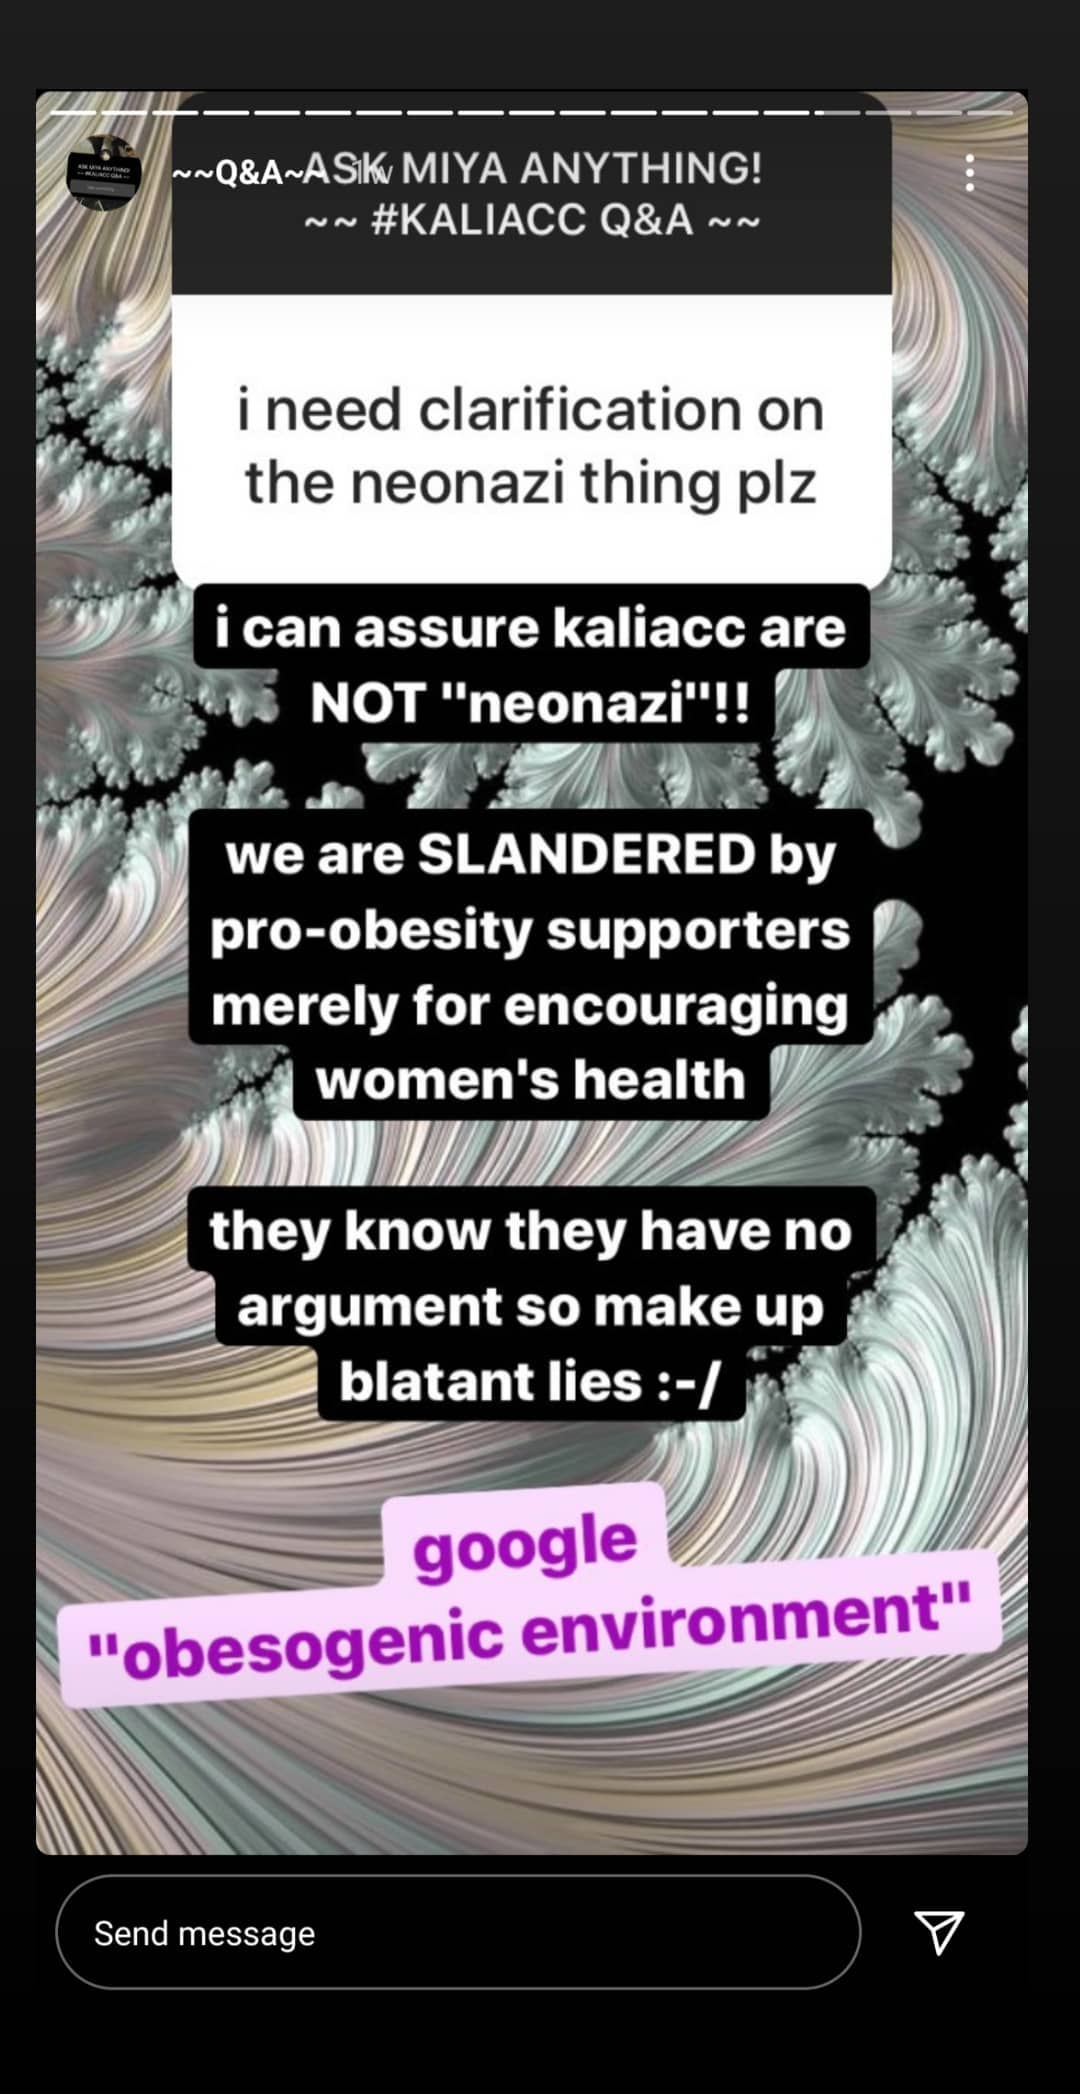 ~~Q&A~ 1w
ASK MIYA ANYTHING!
~~ #KALIACC Q&A ~~
i need clarification on
the neonazi thing plz
i can assure kaliacc are
NOT "neonazi"!!
we are SLANDERED by
pro-obesity supporters
merely for encouraging
women's health
they know they have no
argument so make up
blatant lies :-/
google
"obesogenic environment"
Send message